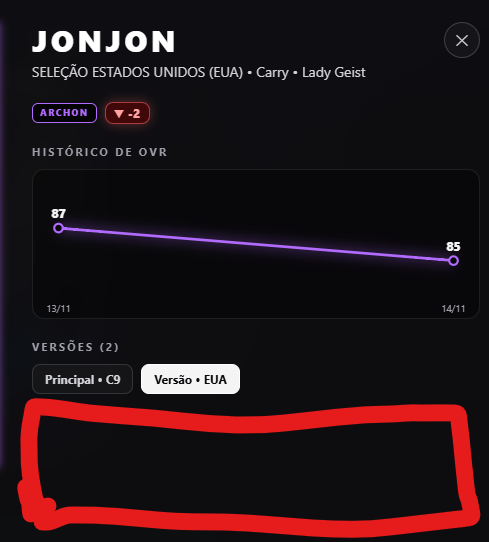 JONJON
SELEÇÃO ESTADOS UNIDOS (EUA) • Carry • Lady Geist
ARCHON ▼ -2
HISTÓRICO DE OVR
87
85
13/11 14/11
VERSÕES (2)
Principal • C9 Versão • EUA